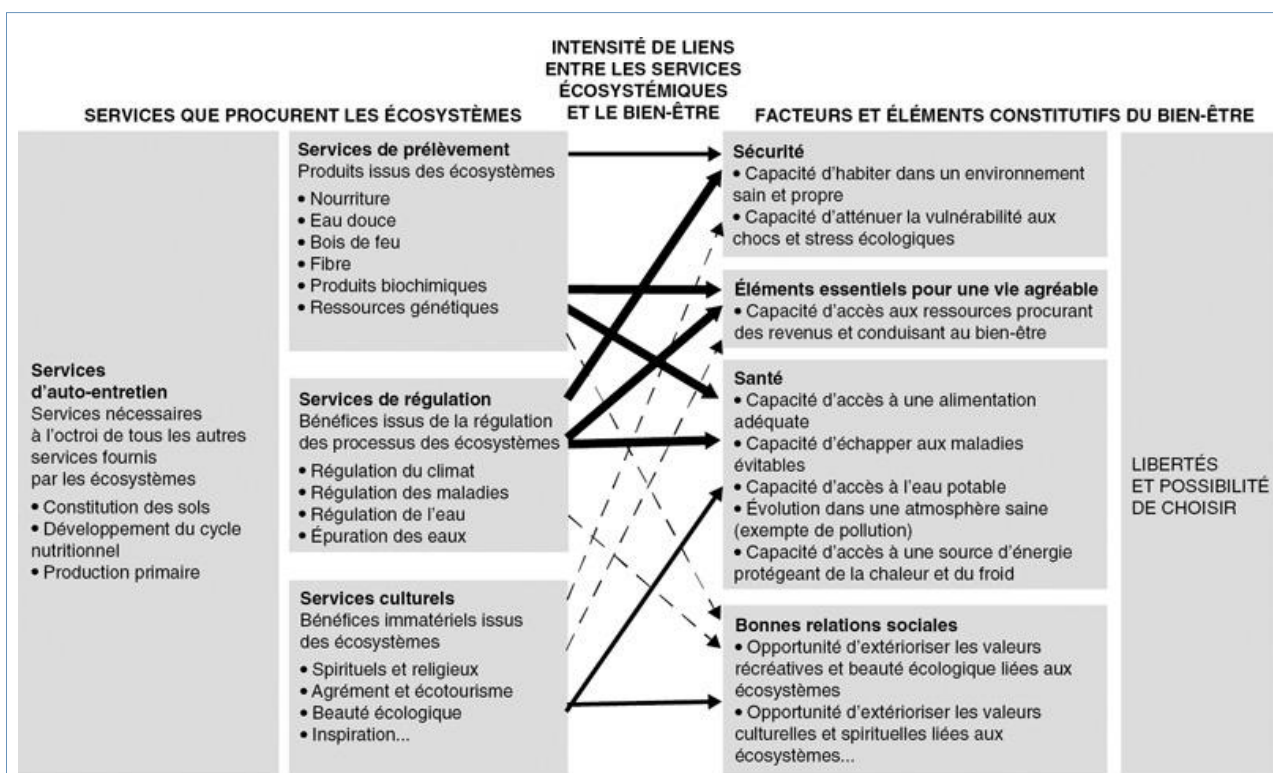 INTENSITÉ DE LIENS
ENTRE LES SERVICES
ÉCOSYSTÉMIQUES
ET LE BIEN-ÊTRE
SERVICES QUE PROCURENT LES ÉCOSYSTÈMES
FACTEURS ET ÉLÉMENTS CONSTITUTIFS DU BIEN-ÊTRE
Services
d'auto-entretien
Services nécessaires
à l'octroi de tous les autres
services fournis
par les écosystèmes
• Constitution des sols
• Développement du cycle
nutritionnel
• Production primaire
Services de prélèvement
Produits issus des écosystèmes
• Nourriture
• Eau douce
• Bois de feu
• Fibre
• Produits biochimiques
• Ressources génétiques
Services de régulation
Bénéfices issus de la régulation
des processus des écosystèmes
• Régulation du climat
• Régulation des maladies
• Régulation de l'eau
• Épuration des eaux
Services culturels
Bénéfices immatériels issus
des écosystèmes
• Spirituels et religieux
• Agrément et écotourisme
• Beauté écologique
• Inspiration...
Sécurité
• Capacité d'habiter dans un environnement
sain et propre
• Capacité d'atténuer la vulnérabilité aux
chocs et stress écologiques
Éléments essentiels pour une vie agréable
• Capacité d'accès aux ressources procurant
des revenus et conduisant au bien-être
Santé
• Capacité d'accès à une alimentation
adéquate
• Capacité d'échapper aux maladies
évitables
• Capacité d'accès à l'eau potable
• Évolution dans une atmosphère saine
(exempte de pollution)
• Capacité d'accès à une source d'énergie
protégeant de la chaleur et du froid
Bonnes relations sociales
• Opportunité d'extérioriser les valeurs
récréatives et beauté écologique liées aux
écosystèmes
• Opportunité d'extérioriser les valeurs
culturelles et spirituelles liées aux
écosystèmes...
LIBERTÉS
ET POSSIBILITÉ
DE CHOISIR